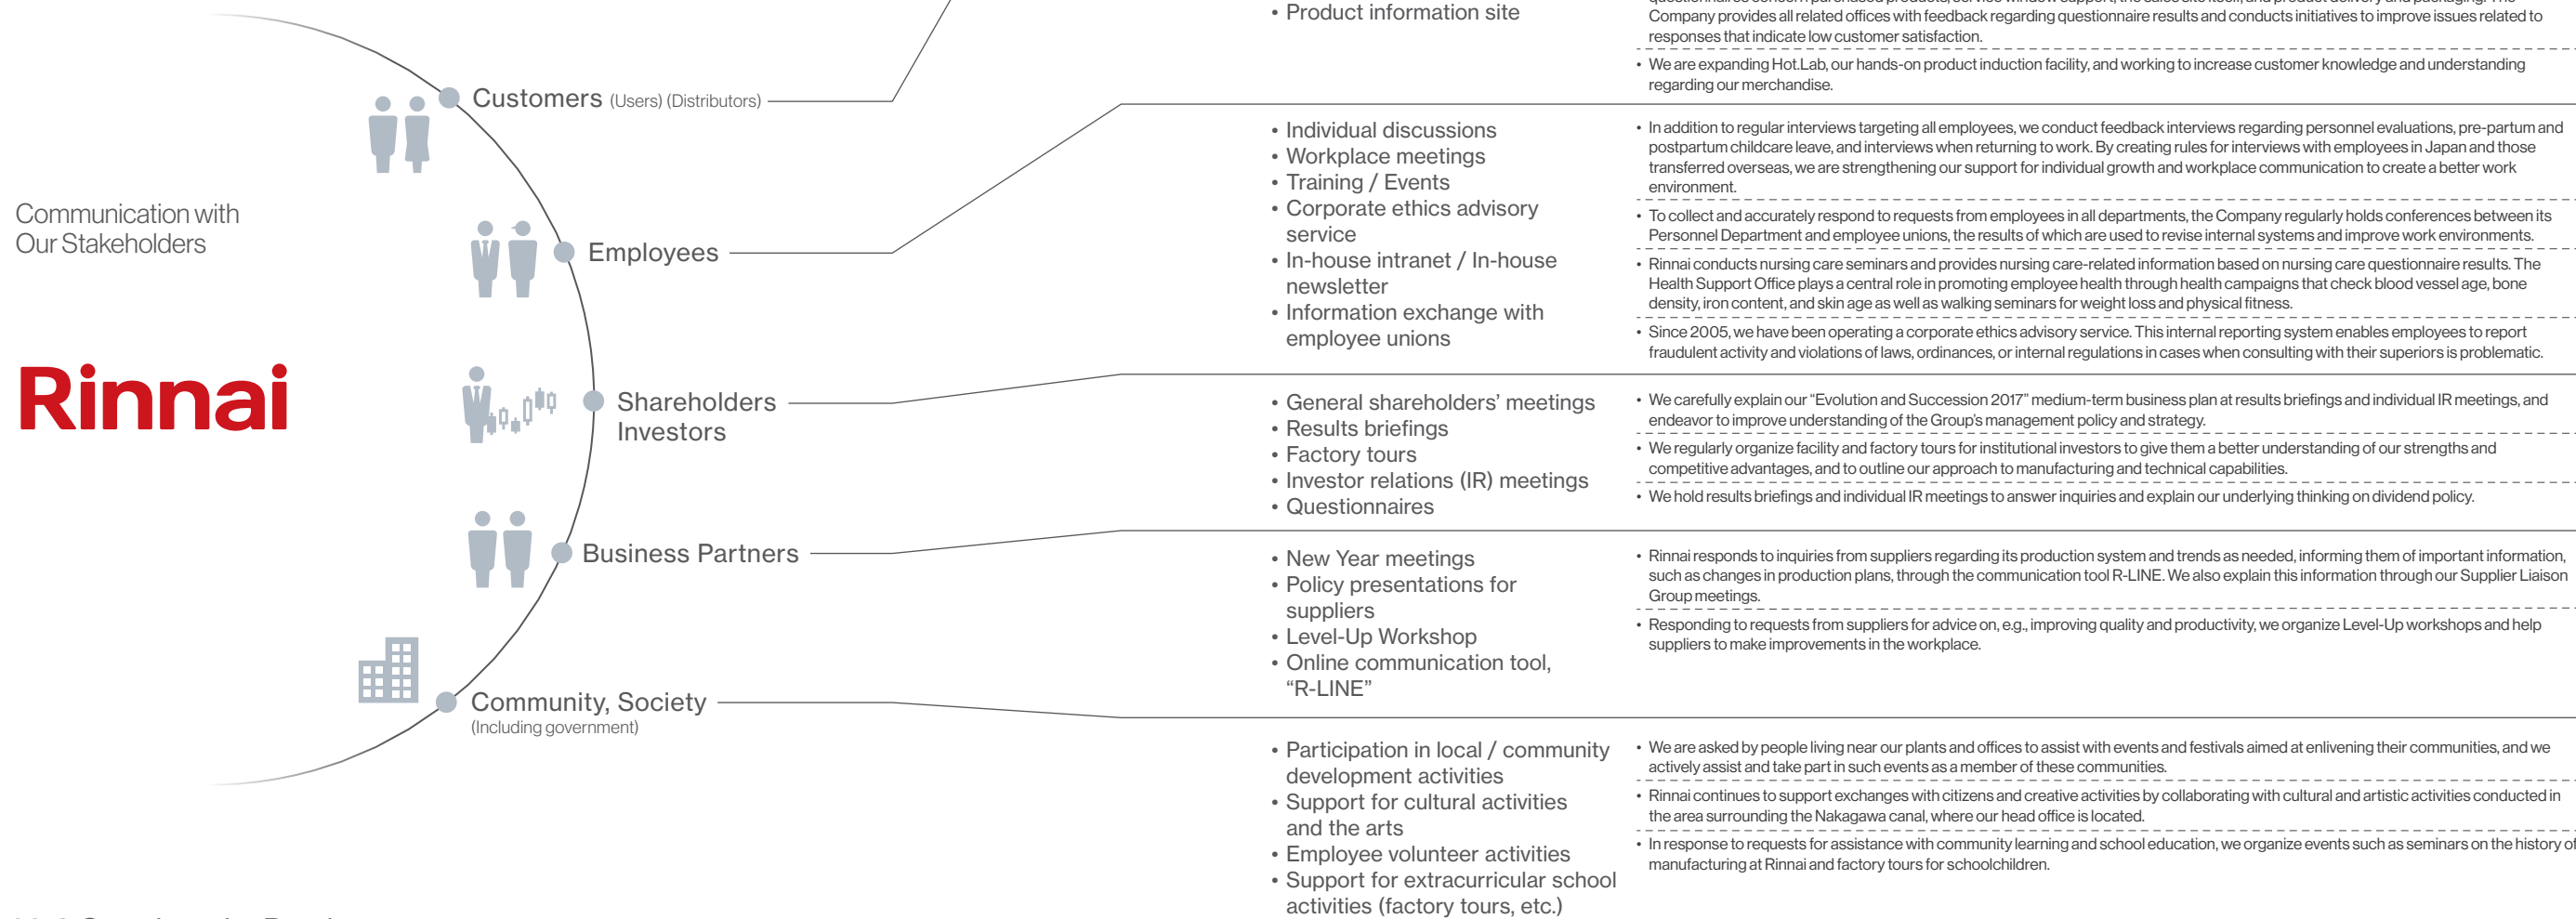 • Product information site
Company provides all related offices with feedback regarding questionnaire results and conducts initiatives to improve issues related to
responses that indicate low customer satisfaction.
• We are expanding Hot.Lab, our hands-on product induction facility, and working to increase customer knowledge and understanding
regarding our merchandise.
Customers (Users) (Distributors)
Communication with
Our Stakeholders
Rinnai
Employees
• Individual discussions
• Workplace meetings
• Training / Events
• Corporate ethics advisory
service
• In-house intranet / In-house
newsletter
• Information exchange with
employee unions
• In addition to regular interviews targeting all employees, we conduct feedback interviews regarding personnel evaluations, pre-partum and
postpartum childcare leave, and interviews when returning to work. By creating rules for interviews with employees in Japan and those
transferred overseas, we are strengthening our support for individual growth and workplace communication to create a better work
environment.
• To collect and accurately respond to requests from employees in all departments, the Company regularly holds conferences between its
Personnel Department and employee unions, the results of which are used to revise internal systems and improve work environments.
• Rinnai conducts nursing care seminars and provides nursing care-related information based on nursing care questionnaire results. The
Health Support Office plays a central role in promoting employee health through health campaigns that check blood vessel age, bone
density, iron content, and skin age as well as walking seminars for weight loss and physical fitness.
• Since 2005, we have been operating a corporate ethics advisory service. This internal reporting system enables employees to report
fraudulent activity and violations of laws, ordinances, or internal regulations in cases when consulting with their superiors is problematic.
Shareholders
Investors
• General shareholders' meetings
• Results briefings
• Factory tours
• Investor relations (IR) meetings
• Questionnaires
• We carefully explain our “Evolution and Succession 2017” medium-term business plan at results briefings and individual IR meetings, and
endeavor to improve understanding of the Group's management policy and strategy.
• We regularly organize facility and factory tours for institutional investors to give them a better understanding of our strengths and
competitive advantages, and to outline our approach to manufacturing and technical capabilities.
• We hold results briefings and individual IR meetings to answer inquiries and explain our underlying thinking on dividend policy.
Business Partners
• New Year meetings
• Policy presentations for
suppliers
• Level-Up Workshop
• Online communication tool,
“R-LINE”
• Rinnai responds to inquiries from suppliers regarding its production system and trends as needed, informing them of important information,
such as changes in production plans, through the communication tool R-LINE. We also explain this information through our Supplier Liaison
Group meetings.
• Responding to requests from suppliers for advice on, e.g., improving quality and productivity, we organize Level-Up workshops and help
suppliers to make improvements in the workplace.
Community, Society
(Including government)
• Participation in local / community
development activities
• Support for cultural activities
and the arts
• Employee volunteer activities
• Support for extracurricular school
activities (factory tours, etc.)
• We are asked by people living near our plants and offices to assist with events and festivals aimed at enlivening their communities, and we
actively assist and take part in such events as a member of these communities.
• Rinnai continues to support exchanges with citizens and creative activities by collaborating with cultural and artistic activities conducted in
the area surrounding the Nakagawa canal, where our head office is located.
• In response to requests for assistance with community learning and school education, we organize events such as seminars on the history of
manufacturing at Rinnai and factory tours for schoolchildren.